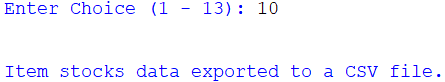 Enter Choice (1 - 13): 10
Item stocks data exported to a CSV file.